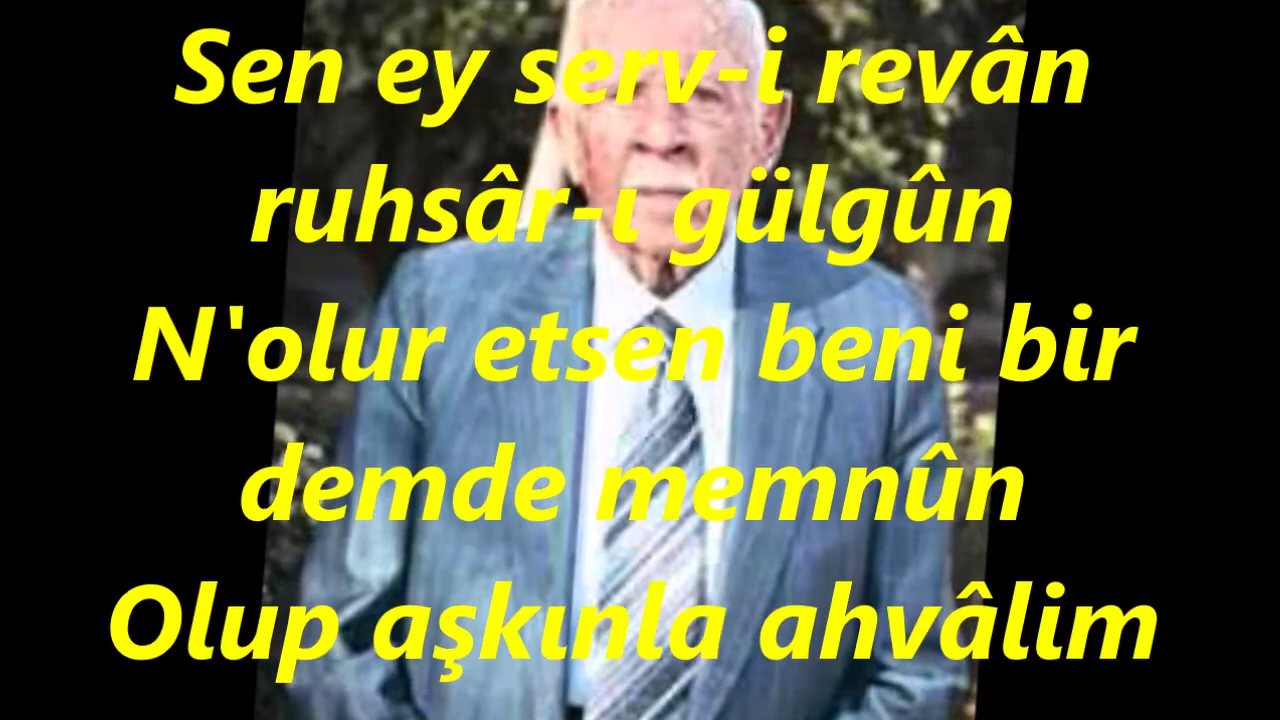 Sen ey serv-i revân
ruhsâr-ı gülgûn
N'olur etsen beni bir
demde memnûn
Olup aşkınla ahvâlim